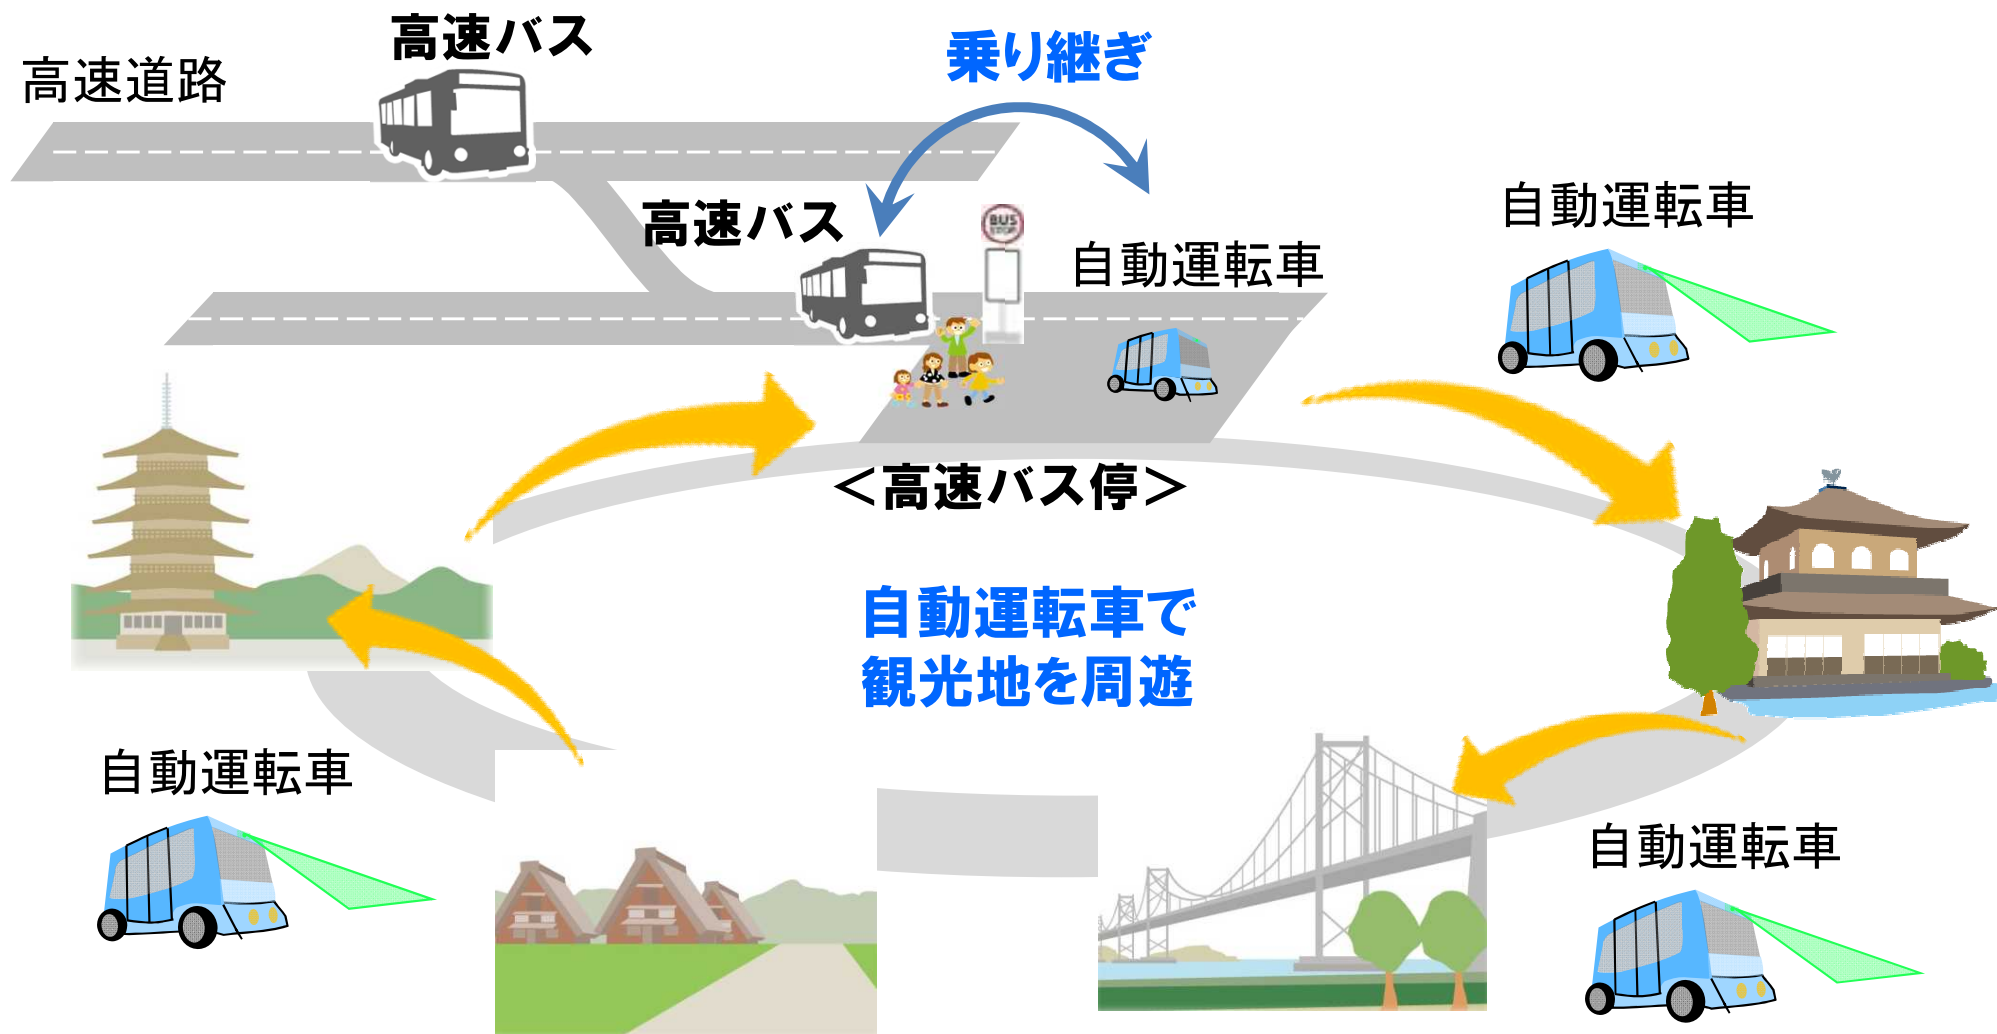 高速バス
高速道路
乗り継ぎ
高速バス
BUS
自動運転車
自動運転車
＜高速バス停＞
自動運転車で
観光地を周遊
自動運転車
自動運転車